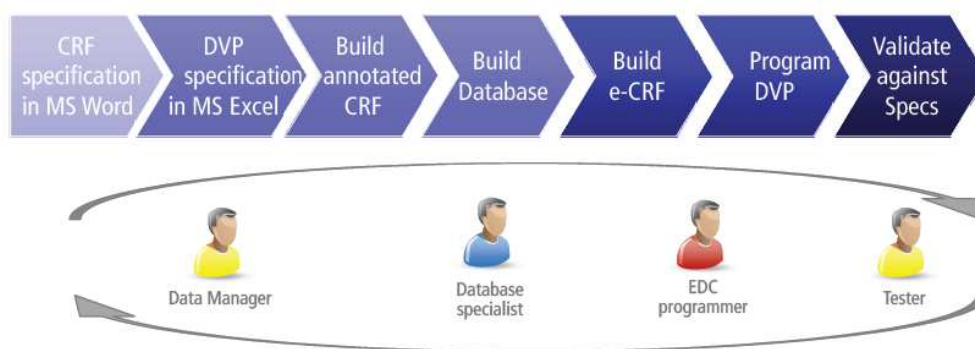 CRF
specification
in MS Word
DVP
specification
in MS Excel
Build
annotated
CRF
Build
Database
Build
e-CRF
Program
DVP
Validate
against
Specs
Data Manager
Database
specialist
EDC
programmer
Tester